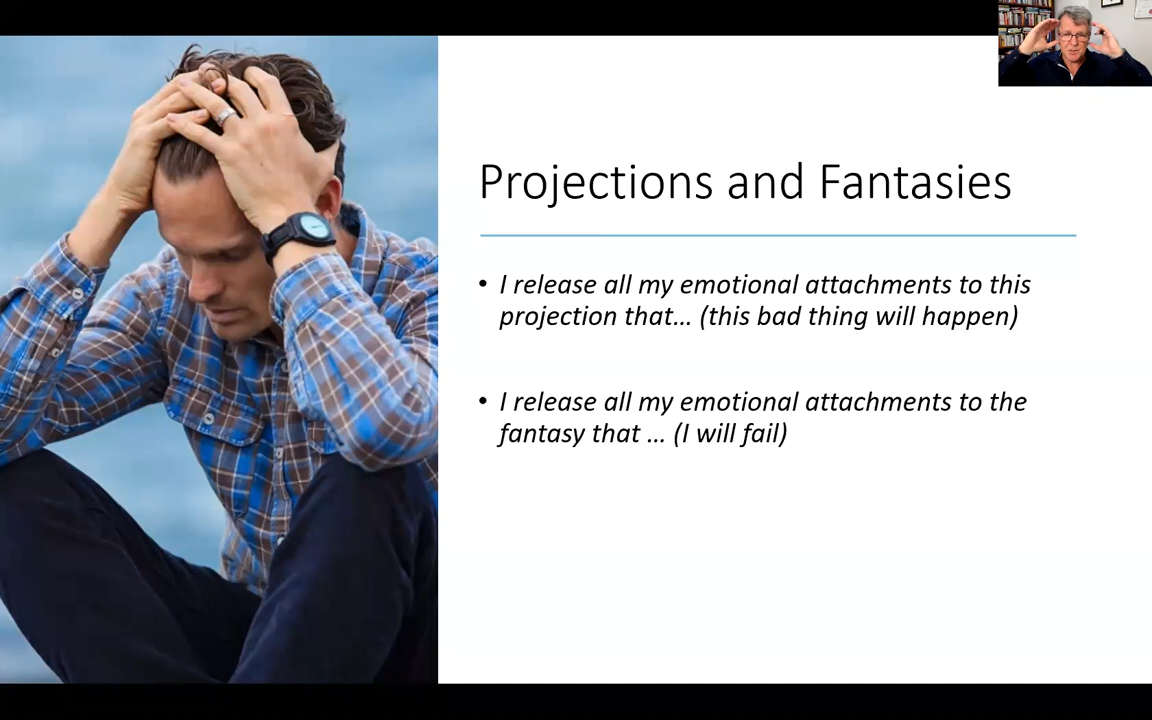 Projections and Fantasies
• I release all my emotional attachments to this
projection that... (this bad thing will happen)
• I release all my emotional attachments to the
fantasy that ... (I will fail)